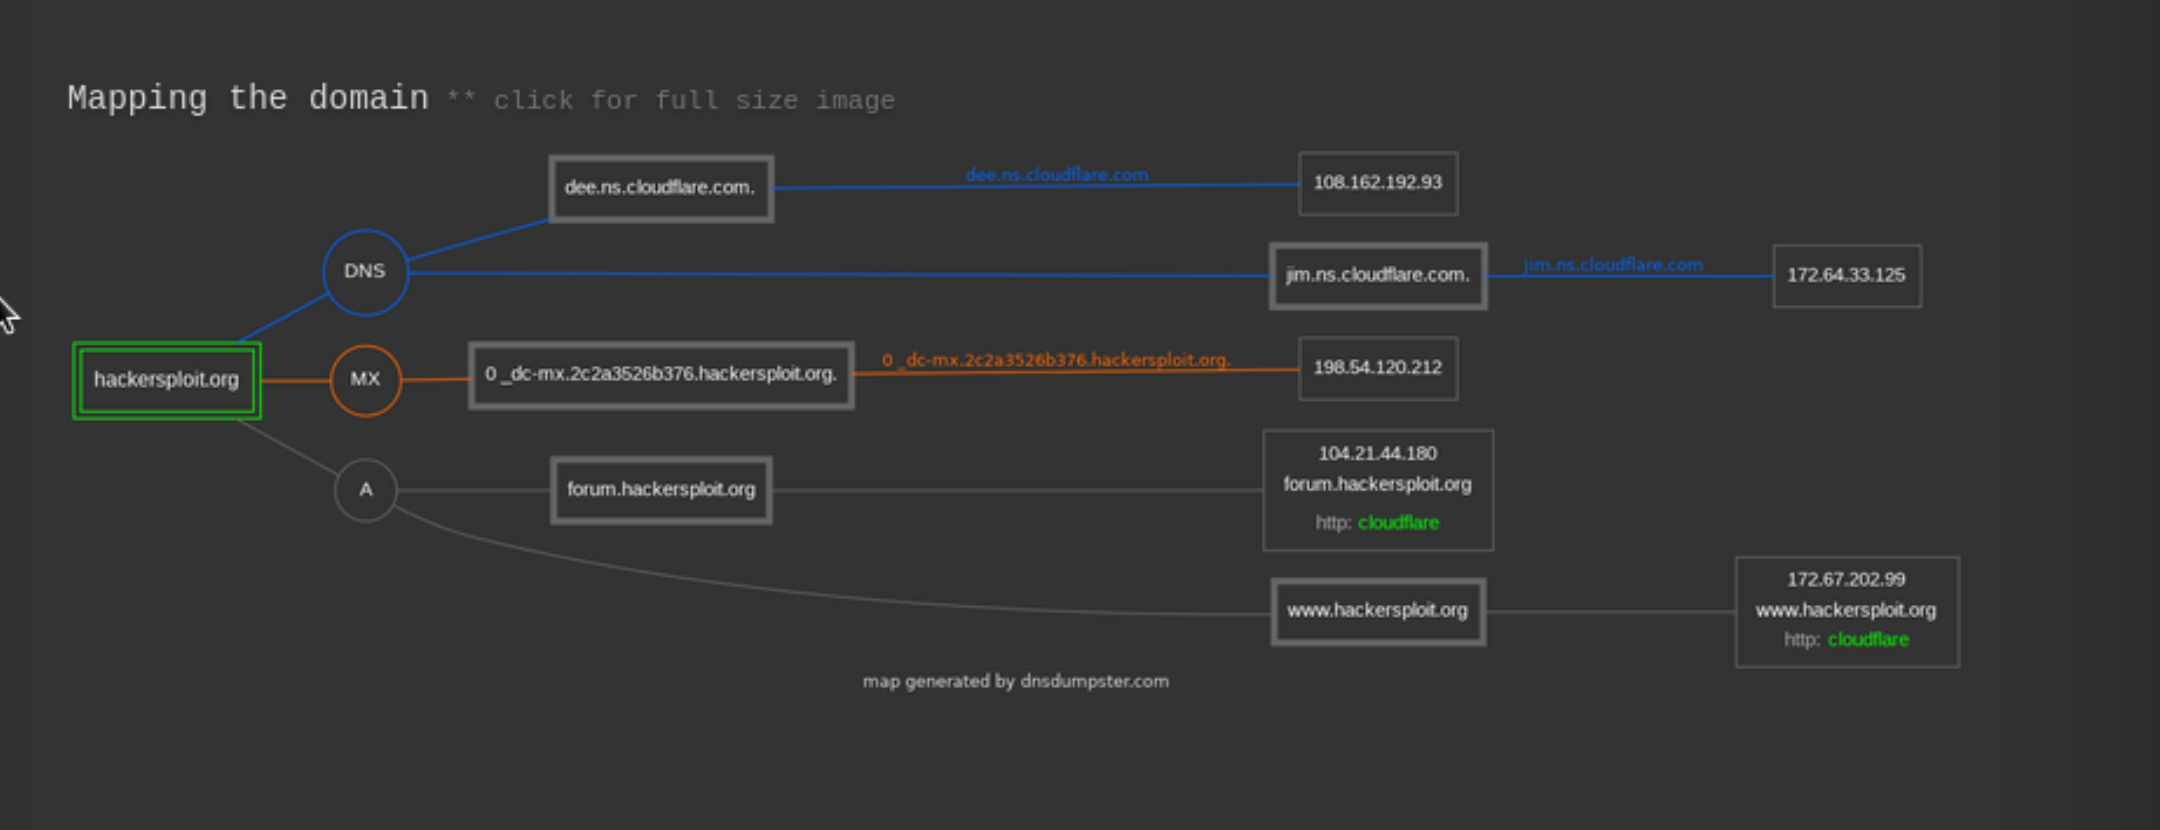 Mapping the domain ** click for full size image
dee.ns.cloudflare.com.
dee.ns.cloudflare.com
108.162.192.93
DNS
jim.ns.cloudflare.com.
jim.ns.cloudflare.com
172.64.33.125
hackersploit.org
MX
0 _dc-mx.2c2a3526b376.hackersploit.org.
0 _dc-mx.2c2a3526b376.hackersploit.org.
198.54.120.212
A
forum.hackersploit.org
104.21.44.180
forum.hackersploit.org
http: cloudflare
www.hackersploit.org
172.67.202.99
www.hackersploit.org
http: cloudflare
map generated by dnsdumpster.com